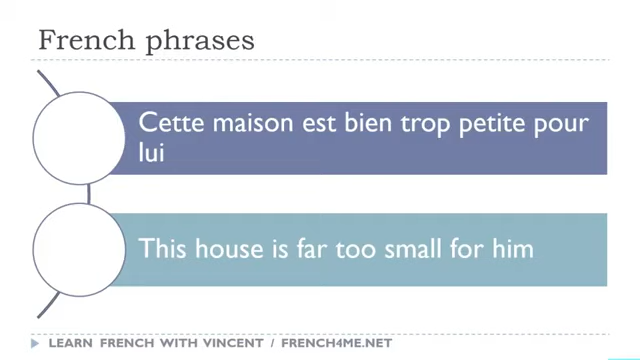 French phrases
Cette maison est bien trop petite pour
lui
This house is far too small for him
LEARN FRENCH WITH VINCENT / FRENCH4ME.NET